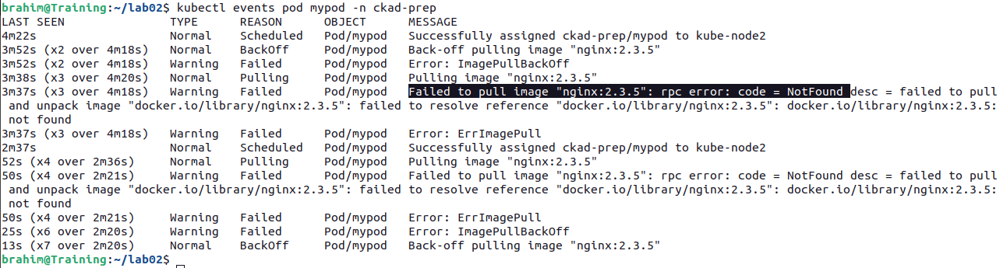 brahim@Training:~/lab02$ kubectl events pod mypod -n ckad-prep
LAST SEEN               TYPE      REASON      OBJECT      MESSAGE
4m22s                   Normal    Scheduled   Pod/mypod   Successfully assigned ckad-prep/mypod to kube-node2
3m52s (x2 over 4m18s)   Normal    BackOff     Pod/mypod   Back-off pulling image "nginx:2.3.5"
3m52s (x2 over 4m18s)   Warning   Failed      Pod/mypod   Error: ImagePullBackOff
3m38s (x3 over 4m20s)   Normal    Pulling     Pod/mypod   Pulling image "nginx:2.3.5"
3m37s (x3 over 4m18s)   Warning   Failed      Pod/mypod   Failed to pull image "nginx:2.3.5": rpc error: code = NotFound desc = failed to pull
 and unpack image "docker.io/library/nginx:2.3.5": failed to resolve reference "docker.io/library/nginx:2.3.5": docker.io/library/nginx:2.3.5:
 not found
3m37s (x3 over 4m18s)   Warning   Failed      Pod/mypod   Error: ErrImagePull
2m37s                   Normal    Scheduled   Pod/mypod   Successfully assigned ckad-prep/mypod to kube-node2
52s (x4 over 2m36s)     Normal    Pulling     Pod/mypod   Pulling image "nginx:2.3.5"
50s (x4 over 2m21s)     Warning   Failed      Pod/mypod   Failed to pull image "nginx:2.3.5": rpc error: code = NotFound desc = failed to pull
 and unpack image "docker.io/library/nginx:2.3.5": failed to resolve reference "docker.io/library/nginx:2.3.5": docker.io/library/nginx:2.3.5:
 not found
50s (x4 over 2m21s)     Warning   Failed      Pod/mypod   Error: ErrImagePull
25s (x6 over 2m20s)     Warning   Failed      Pod/mypod   Error: ImagePullBackOff
13s (x7 over 2m20s)     Normal    BackOff     Pod/mypod   Back-off pulling image "nginx:2.3.5"
brahim@Training:~/lab02$